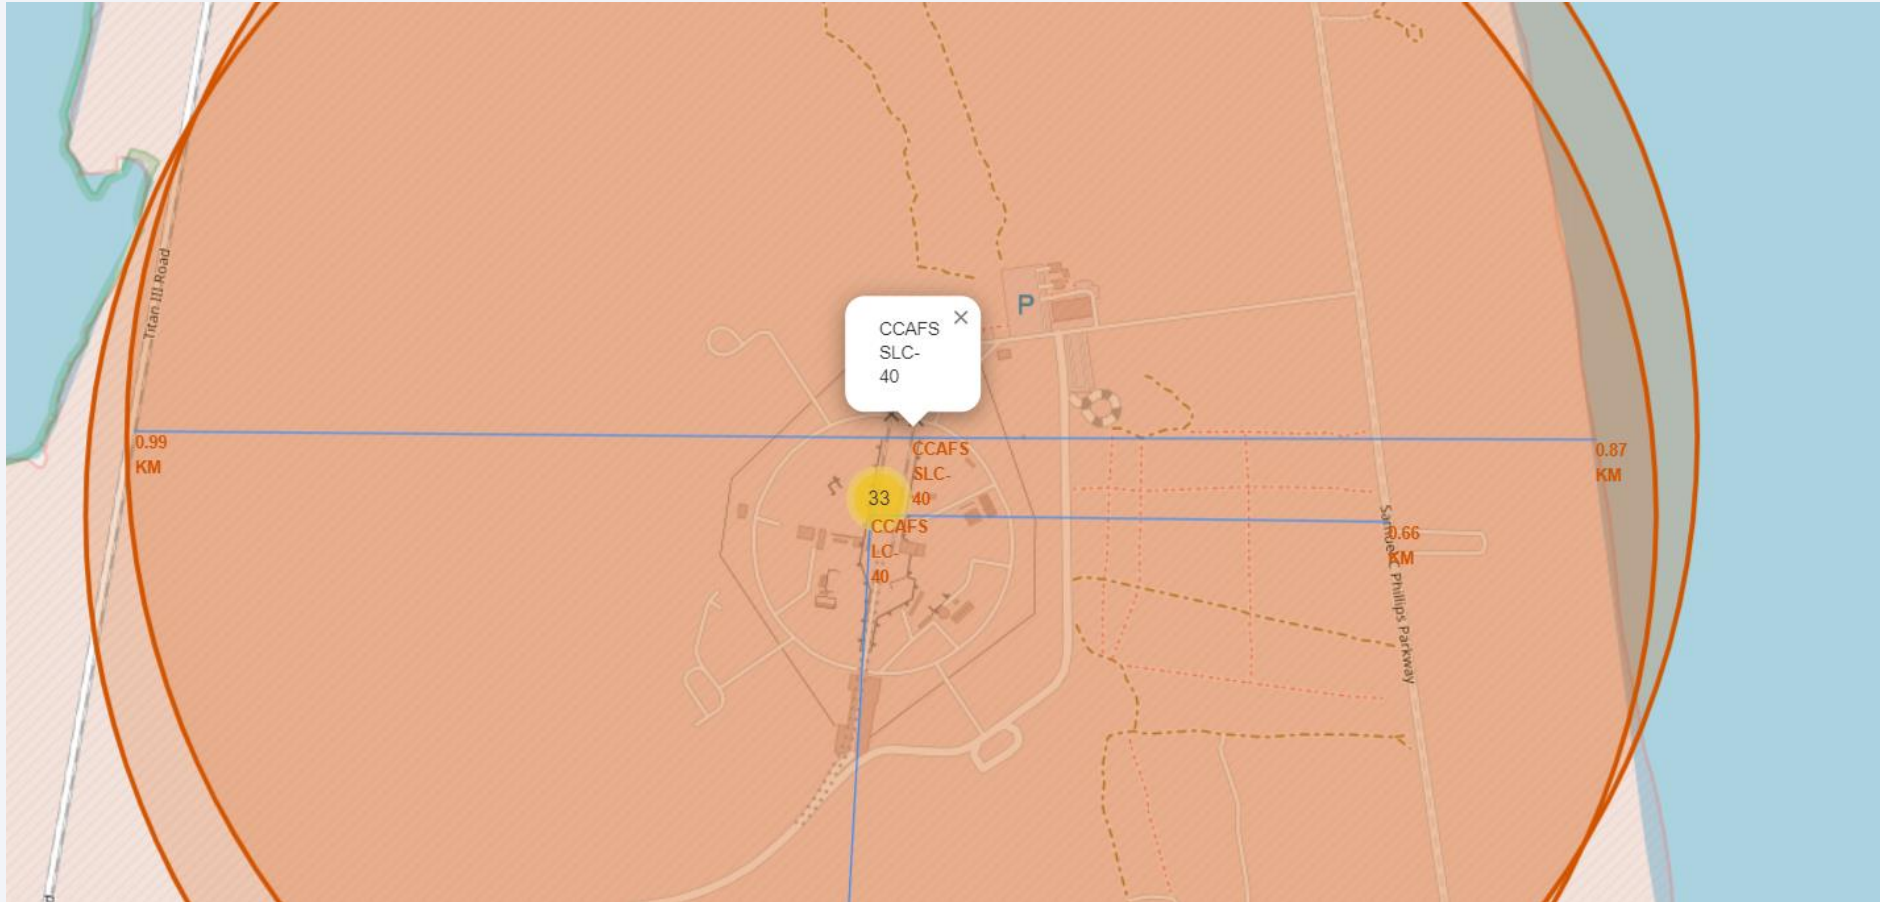 Titan III Road
P
CCAFS
SLC-
40
×
0.99
KM
CCAFS
SLC-
40
0.87
KM
33
CCAFS
LC-
40
0.66
KM
Samuel C Phillips Parkway